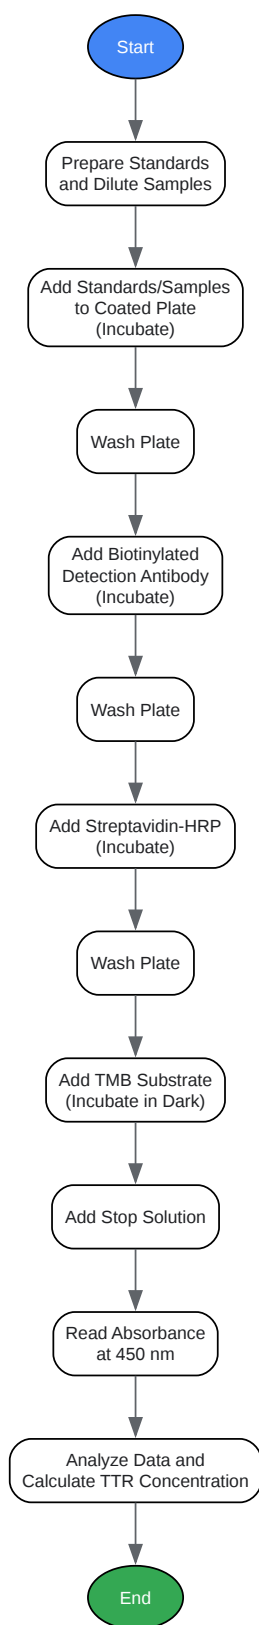 Start
Prepare Standards
and Dilute Samples
Add Standards/Samples
to Coated Plate
(Incubate)
Wash Plate
Add Biotinylated
Detection Antibody
(Incubate)
Wash Plate
Add Streptavidin-HRP
(Incubate)
Wash Plate
Add TMB Substrate
(Incubate in Dark)
Add Stop Solution
Read Absorbance
at 450 nm
Analyze Data and
Calculate TTR Concentration
End